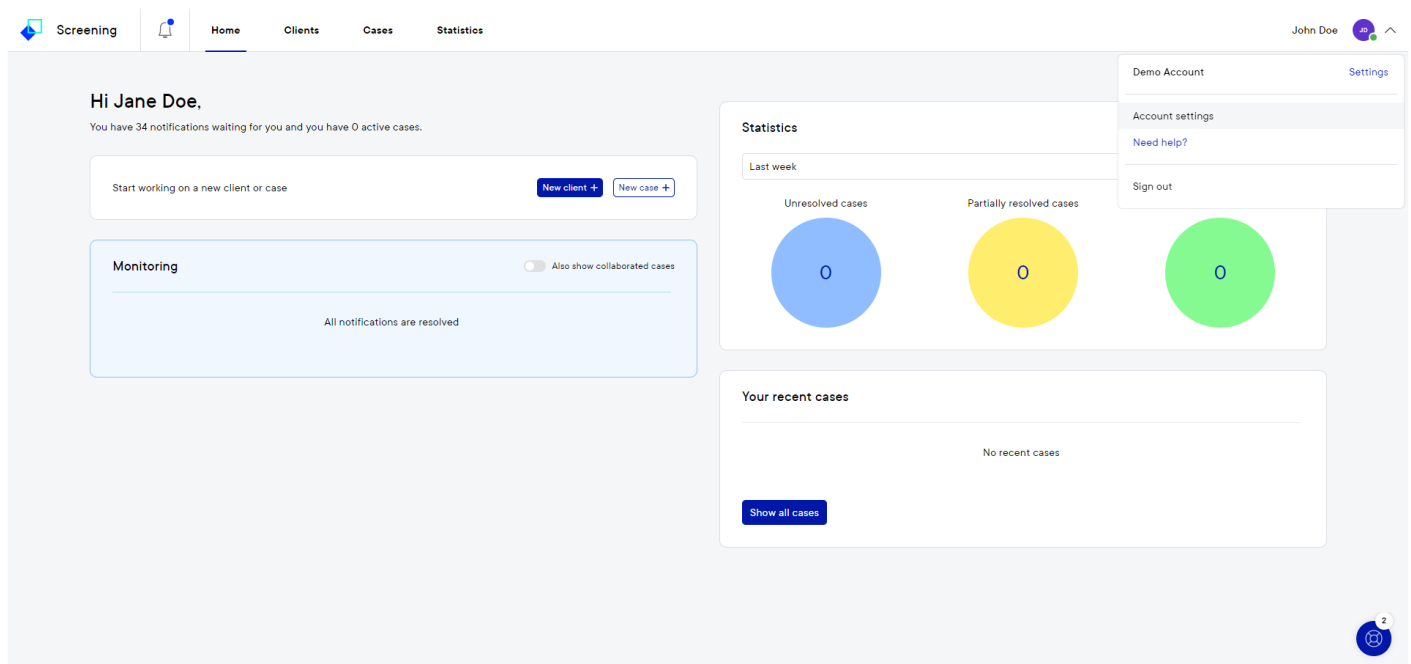 Screening
Home
Clients
Cases
Statistics
John Doe
JD
Demo Account
Settings
Account settings
Need help?
Sign out
Hi Jane Doe,
You have 34 notifications waiting for you and you have 0 active cases.
Start working on a new client or case
New client +
New case +
Monitoring
Also show collaborated cases
All notifications are resolved
Statistics
Last week
Unresolved cases
Partially resolved cases
0
0
0
Your recent cases
No recent cases
Show all cases
2